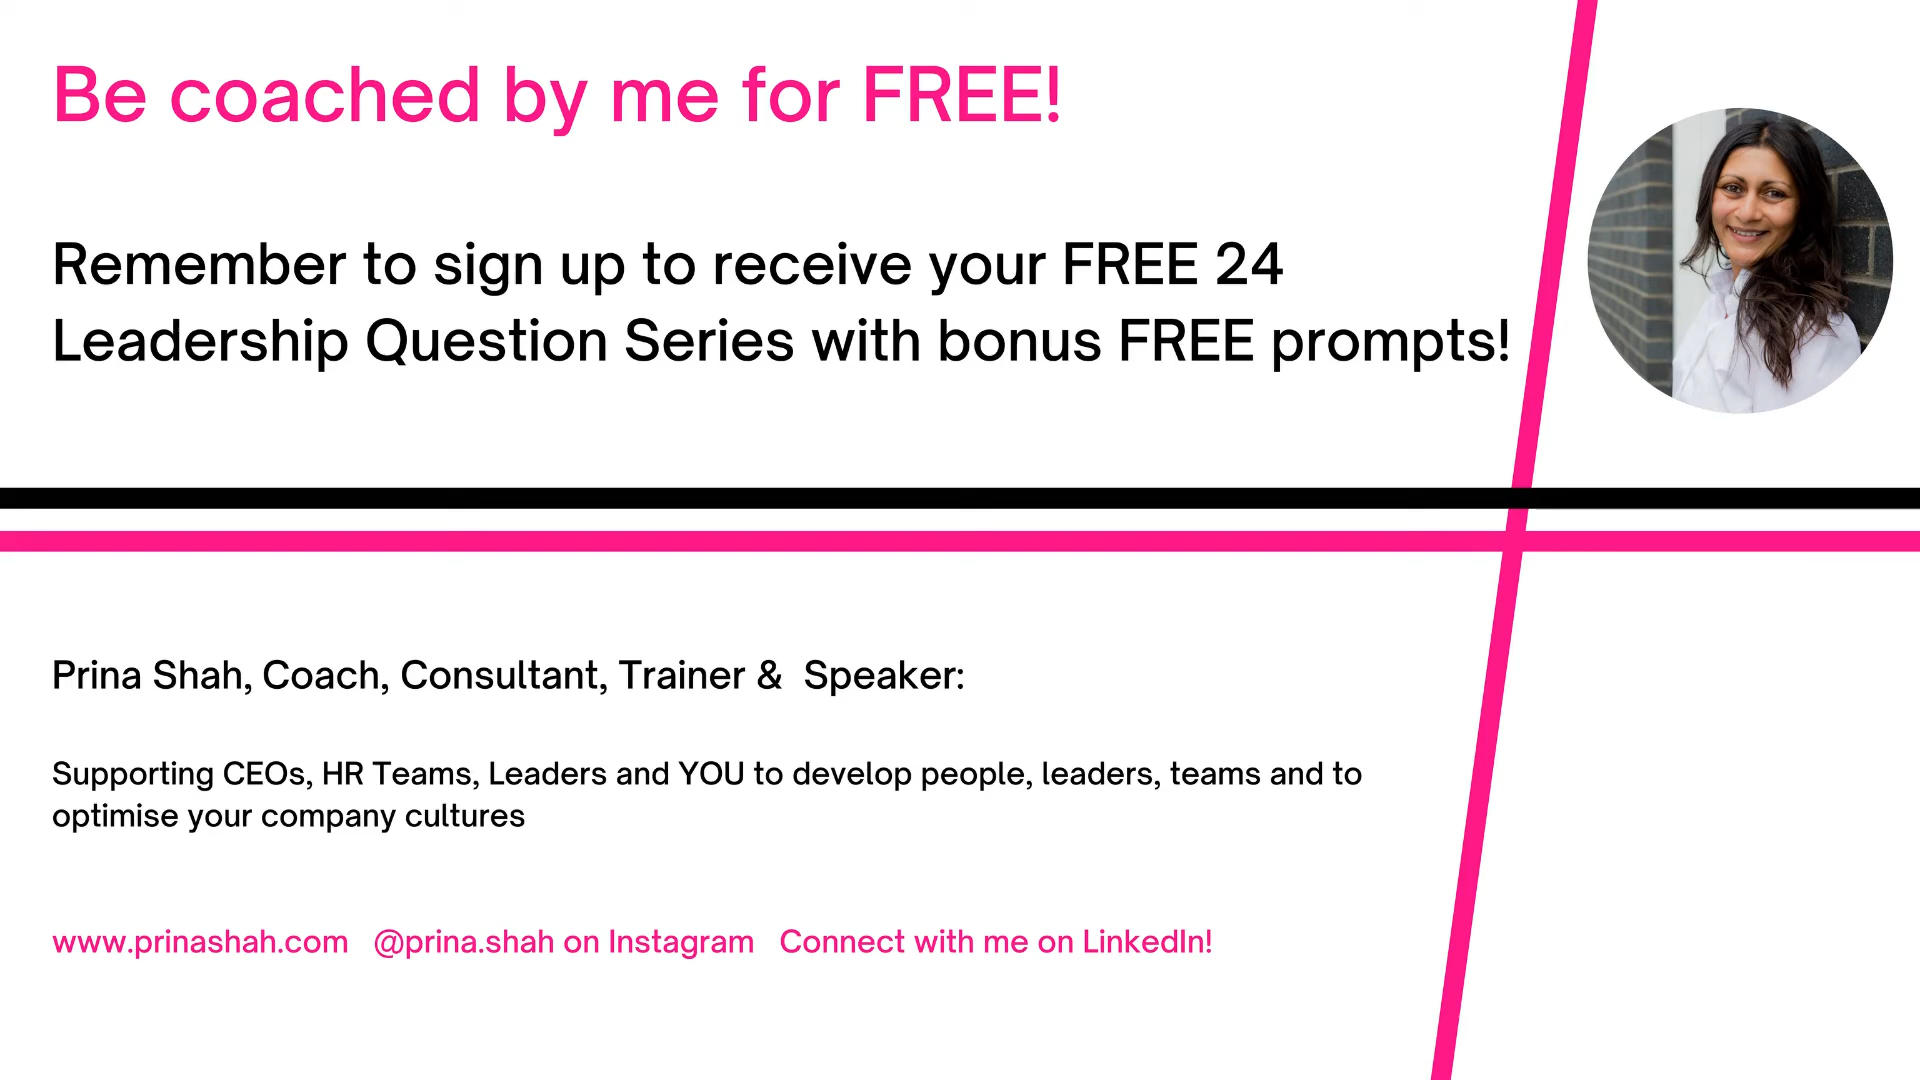 Be coached by me for FREE!
Remember to sign up to receive your FREE 24
Leadership Question Series with bonus FREE prompts!
Prina Shah, Coach, Consultant, Trainer &  Speaker:
Supporting CEOs, HR Teams, Leaders and YOU to develop people, leaders, teams and to
optimise your company cultures
www.prinashah.com   @prina.shah on Instagram   Connect with me on LinkedIn!